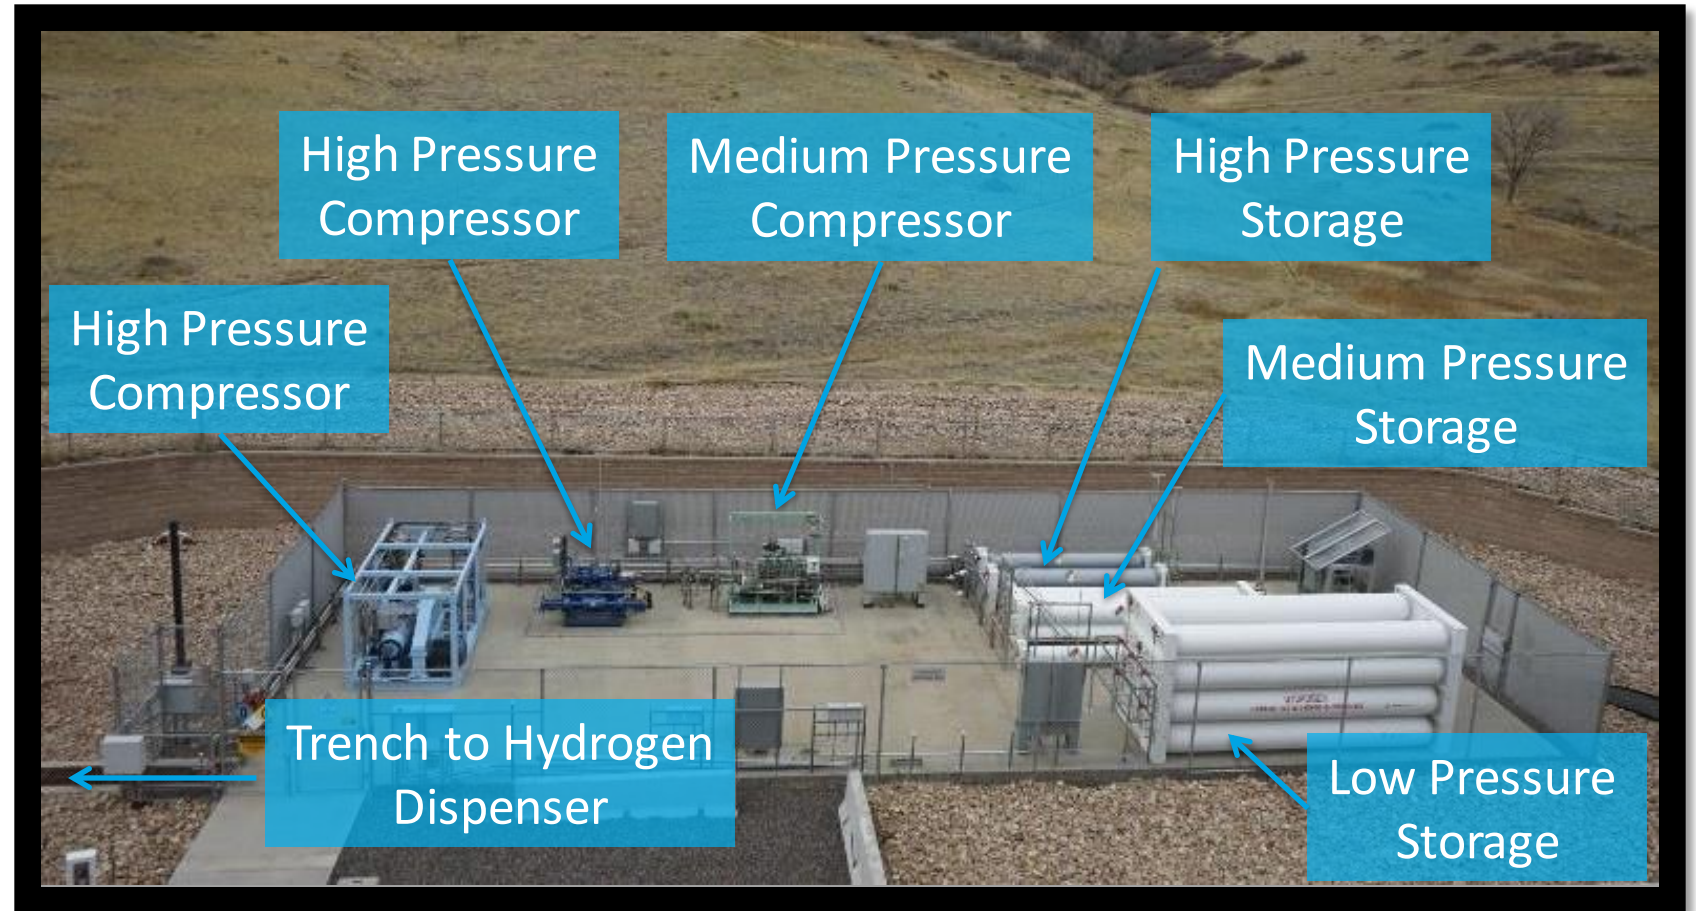 High Pressure
Compressor
Medium Pressure
Compressor
High Pressure
Storage
High Pressure
Compressor
Medium Pressure
Storage
Trench to Hydrogen
Dispenser
Low Pressure
Storage